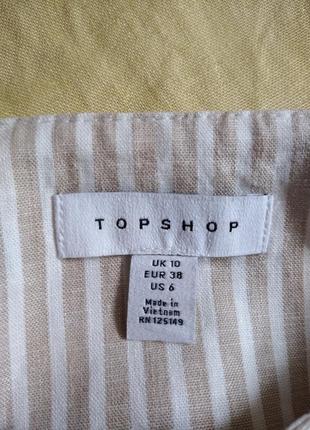 TOPSHOP
UK 10
EUR 38
US 6
Made in
Vietnam
RN 125149